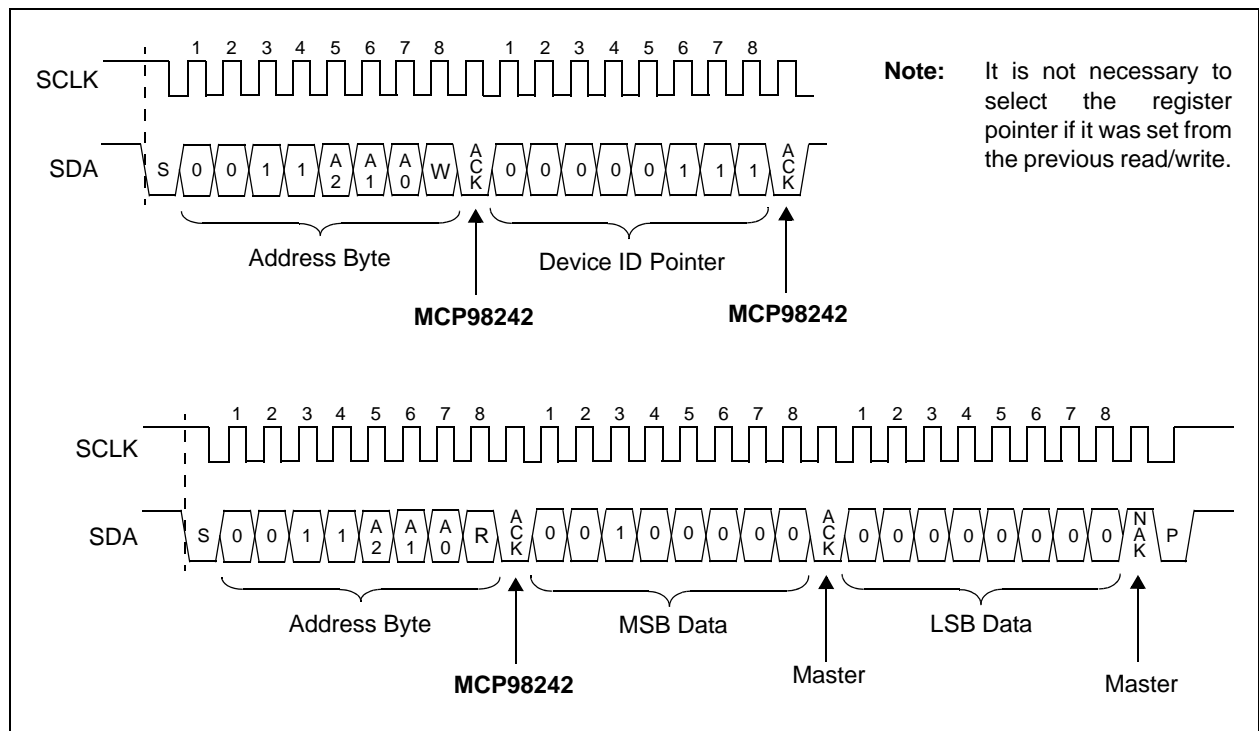 1 2 3 4 5 6 7 8 1 2 3 4 5 6 7 8
SCLK
SDA
S 0 0 1 1 A2 A1 A0 W ACK 0 0 0 0 0 1 1 1 ACK
Address Byte
Device ID Pointer
MCP98242
MCP98242
Note: It is not necessary to
select the register
pointer if it was set from
the previous read/write.
1 2 3 4 5 6 7 8 1 2 3 4 5 6 7 8 1 2 3 4 5 6 7 8
SCLK
SDA
S 0 0 1 1 A2 A1 A0 R ACK 0 0 1 0 0 0 0 0 ACK 0 0 0 0 0 0 0 0 NAK P
Address Byte
MSB Data
LSB Data
MCP98242
Master
Master